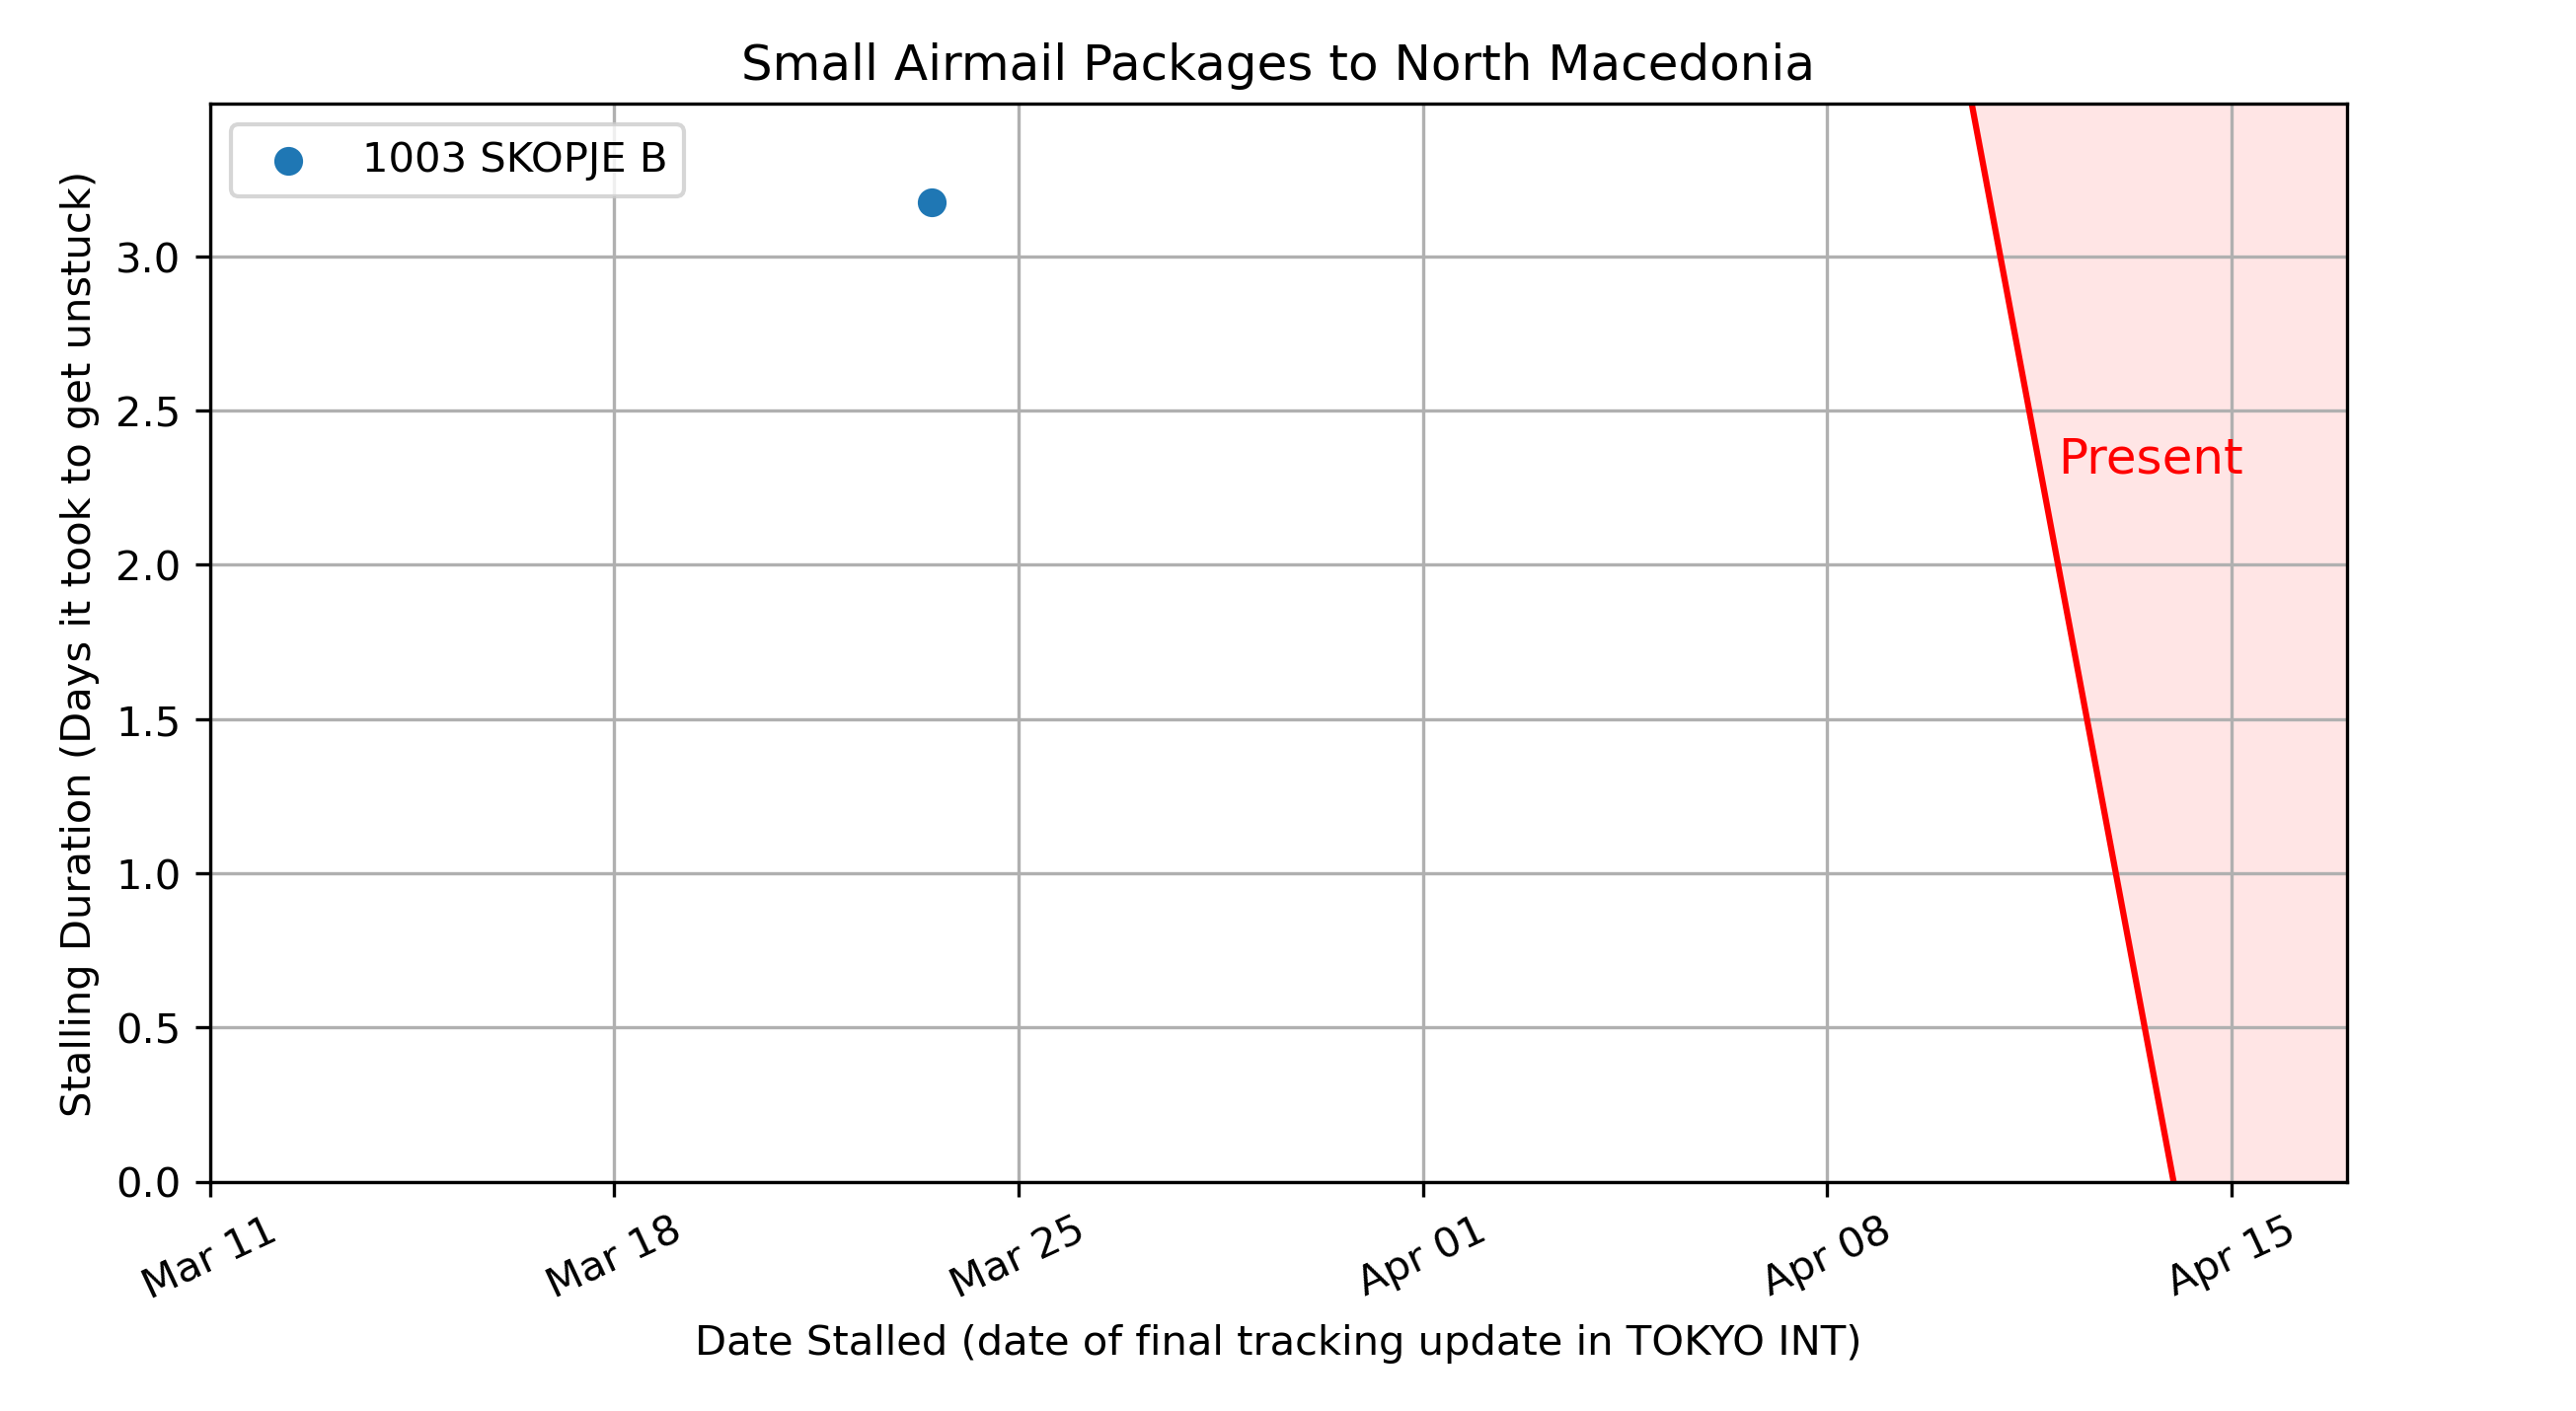 Small Airmail Packages to North Macedonia
1003 SKOPJE B
Stalling Duration (Days it took to get unstuck)
3.0
2.5
2.0
1.5
1.0
0.5
0.0
Present
Mar 11
Mar 18
Mar 25
Apr 01
Apr 08
Apr 15
Date Stalled (date of final tracking update in TOKYO INT)